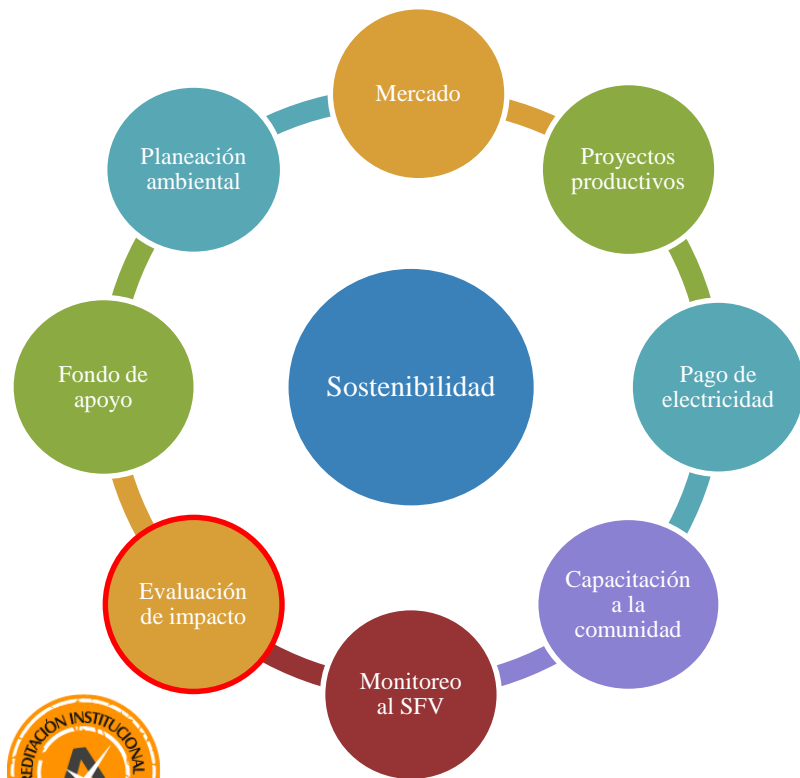 Mercado
Proyectos
productivos
Pago de
electricidad
Capacitación
a la
comunidad
Monitoreo
al SFV
Evaluación
de impacto
Fondo de
apoyo
Planeación
ambiental
Sostenibilidad
INSTITUCIONAL